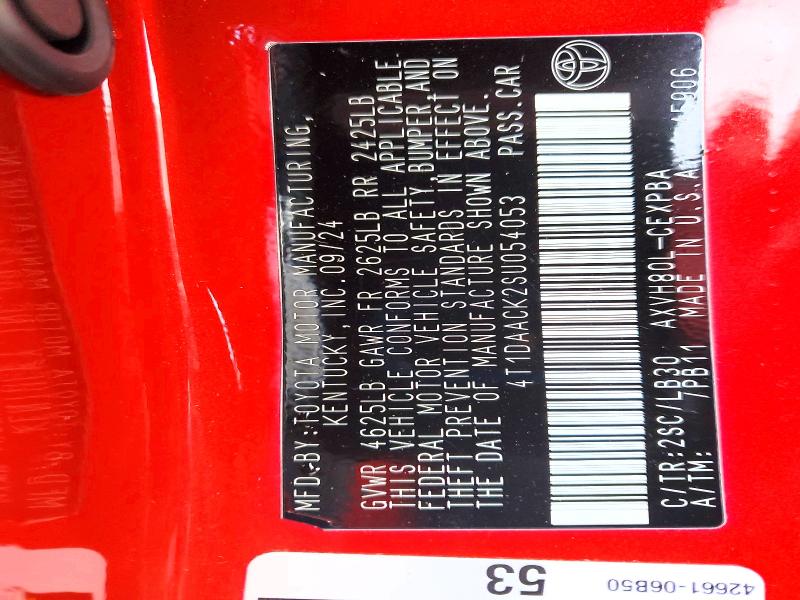 MFD.BY:TOYOTA MOTOR MANUFACTURING,
KENTUCKY, INC.09/24
GVWR 4625LB GAWR FR 2625LB RR 2425LB
THIS VEHICLE CONFORMS TO ALL APPLICABLE
FEDERAL MOTOR VEHICLE SAFETY,BUMPER,AND
THEFT PREVENTION STANDARDS IN EFFECT ON
THE DATE OF MANUFACTURE SHOWN ABOVE.
4T1DAACK2SU054053 PASS.CAR
C/TR:2SC/LB30 AXVH80L-CEXPBA
A/TM: /PB11 MADE IN U.S.A.
53
42661-06B50